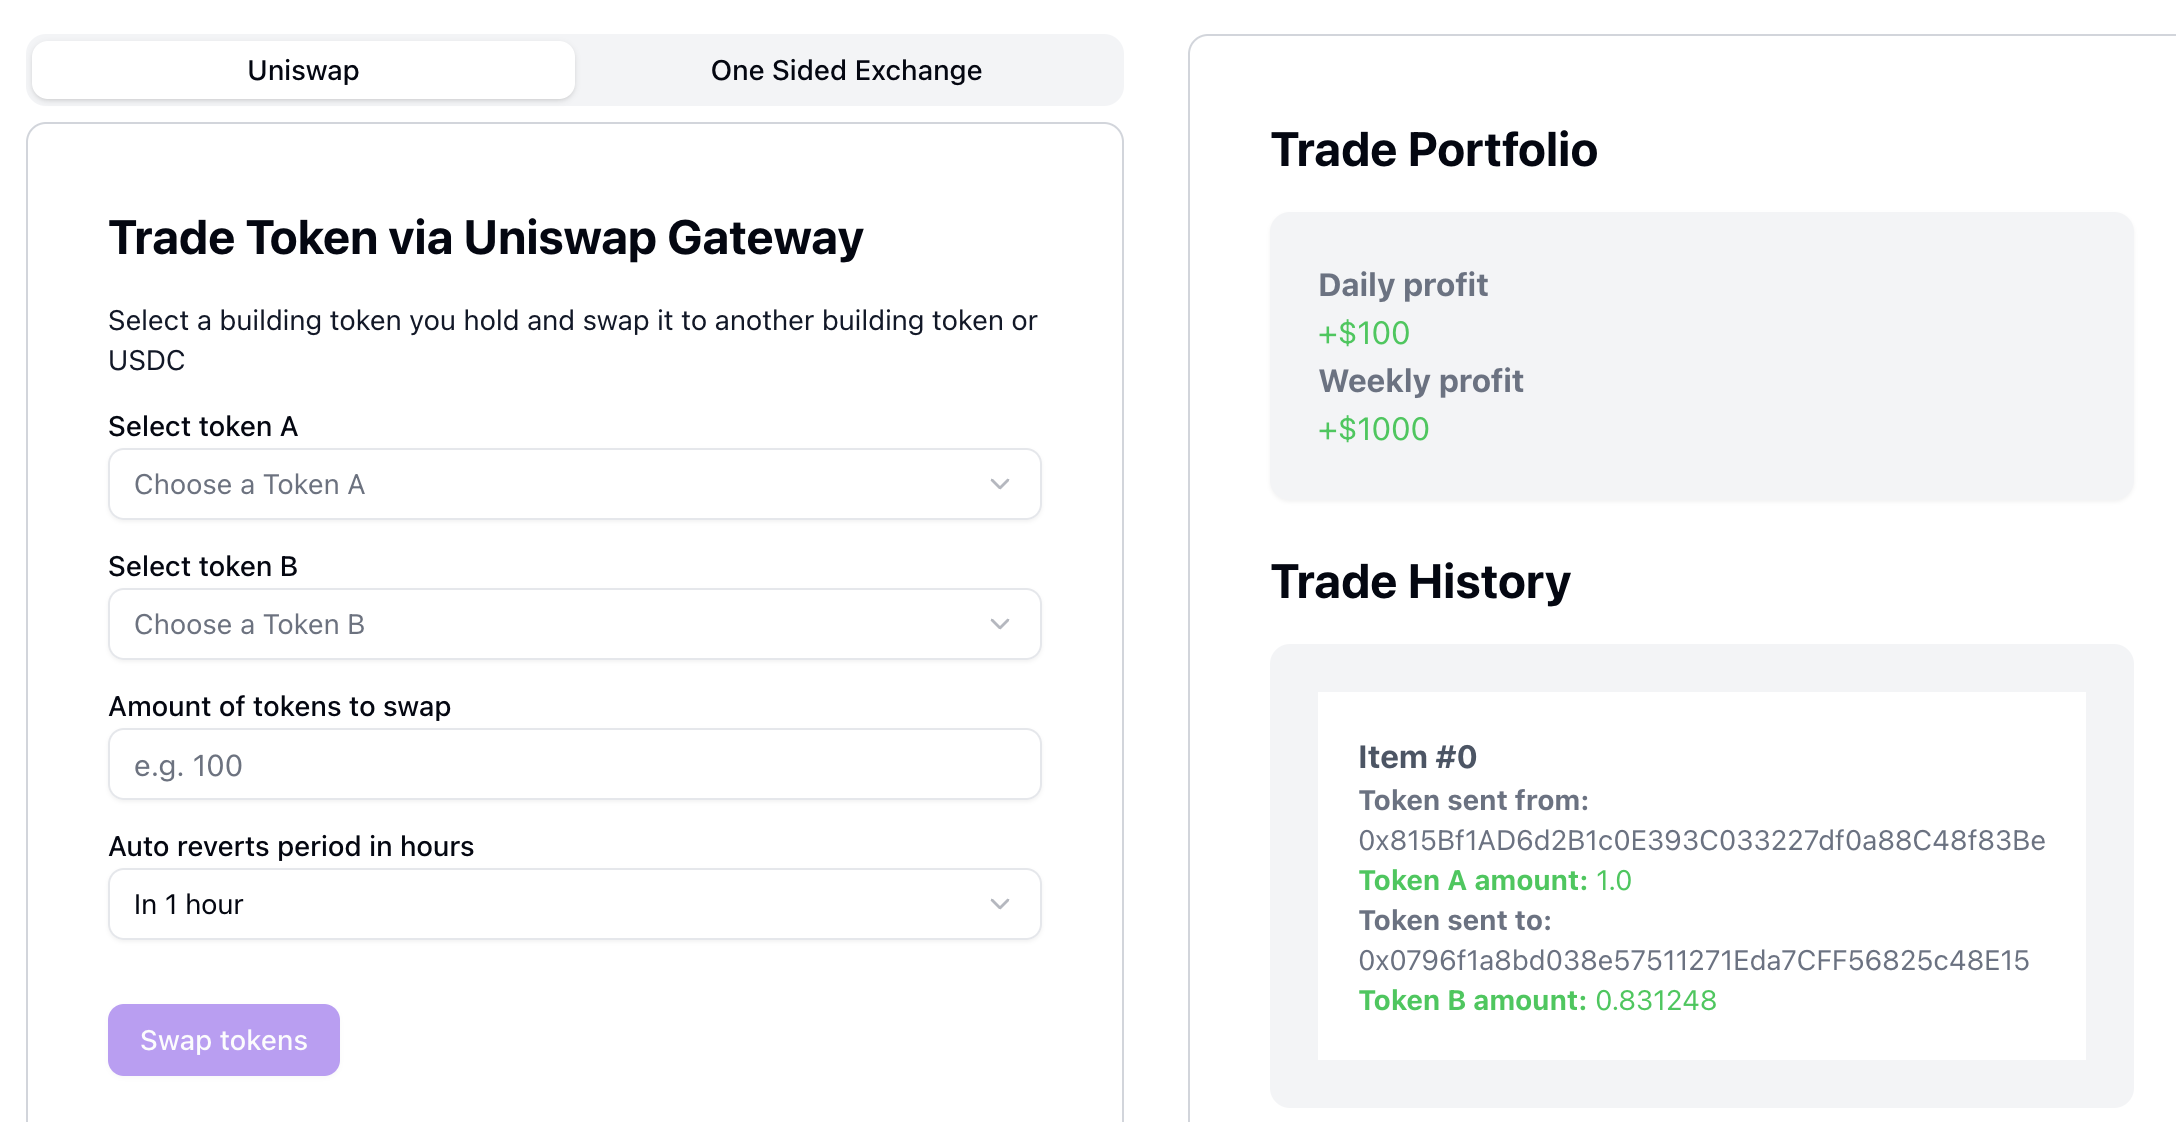 Uniswap
One Sided Exchange
Trade Token via Uniswap Gateway
Select a building token you hold and swap it to another building token or
USDC
Select token A
Choose a Token A
Select token B
Choose a Token B
Amount of tokens to swap
e.g. 100
Auto reverts period in hours
In 1 hour
Swap tokens
Trade Portfolio
Daily profit
+$100
Weekly profit
+$1000
Trade History
Item #0
Token sent from:
0x815Bf1AD6d2B1c0E393C033227df0a88C48f83Be
Token A amount: 1.0
Token sent to:
0x0796f1a8bd038e57511271Eda7CFF56825c48E15
Token B amount: 0.831248